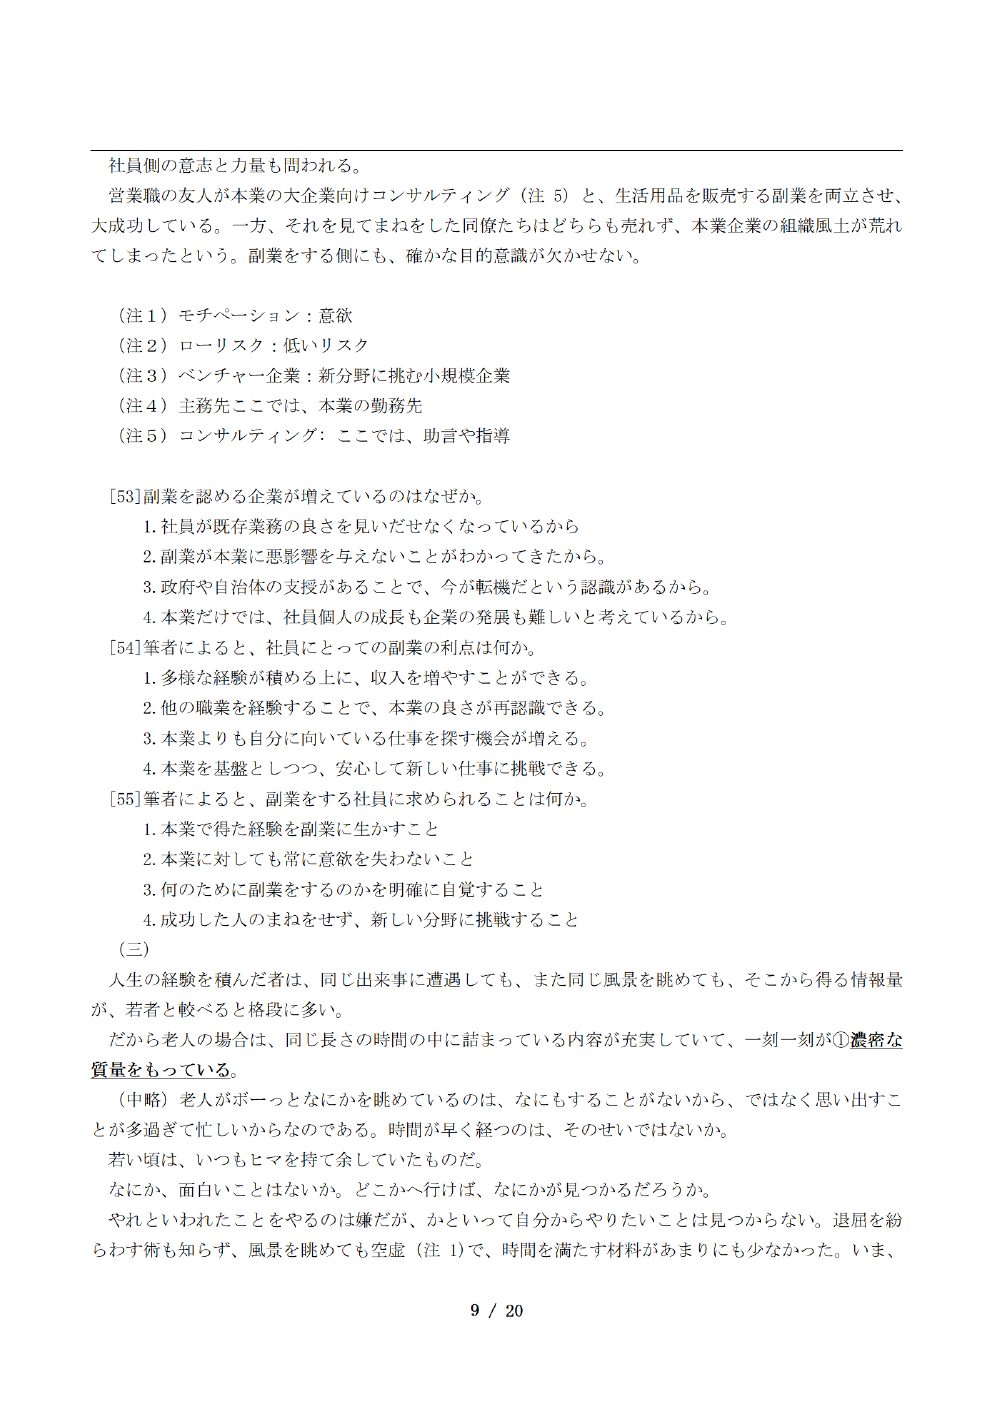 社員側の意志と力量も問われる。
営業職の友人が本業の大企業向けコンサルティング（注 5）と、生活用品を販売する副業を両立させ、
大成功している。一方、それを見てまねをした同僚たちはどちらも売れず、本業企業の組織風土が荒れ
てしまったという。副業をする側にも、確かな目的意識が欠かせない。
（注１）モチペーション：意欲
（注２）ローリスク：低いリスク
（注３）ベンチャー企業：新分野に挑む小規模企業
（注４）主務先ここでは、本業の勤務先
（注５）コンサルティング：ここでは、助言や指導
[53]副業を認める企業が増えているのはなぜか。
1.社員が既存業務の良さを見いだせなくなっているから
2.副業が本業に悪影響を与えないことがわかってきたから。
3.政府や自治体の支授があることで、今が転機だという認識があるから。
4.本業だけでは、社員個人の成長も企業の発展も難しいと考えているから。
[54]筆者によると、社員にとっての副業の利点は何か。
1.多様な経験が積める上に、収入を増やすことができる。
2.他の職業を経験することで、本業の良さが再認識できる。
3.本業よりも自分に向いている仕事を探す機会が増える。
4.本業を基盤としつつ、安心して新しい仕事に挑戦できる。
[55]筆者によると、副業をする社員に求められることは何か。
1.本業で得た経験を副業に生かすこと
2.本業に対しても常に意欲を失わないこと
3.何のために副業をするのかを明確に自覚すること
4.成功した人のまねをせず、新しい分野に挑戦すること
（三）
人生の経験を積んだ者は、同じ出来事に遭遇しても、また同じ風景を眺めても、そこから得る情報量
が、若者と較べると格段に多い。
だから老人の場合は、同じ長さの時間の中に詰まっている内容が充実していて、一刻一刻が①濃密な
質量をもっている。
（中略）老人がボーっとなにかを眺めているのは、なにもすることがないから、ではなく思い出すこ
とが多過ぎて忙しいからなのである。時間が早く経つのは、そのせいではないか。
若い頃は、いつもヒマを持て余していたものだ。
なにか、面白いことはないか。どこかへ行けば、なにかが見つかるだろうか。
やれといわれたことをやるのは嫌だが、かといって自分からやりたいことは見つからない。退屈を紛
らわす術も知らず、風景を眺めても空虚（注 1)で、時間を満たす材料があまりにも少なかった。いま、
9 / 20